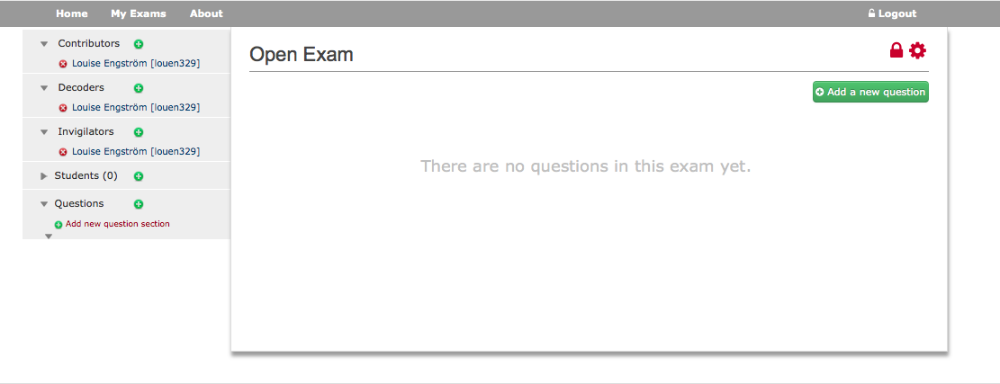 Home My Exams About Logout
Contributors
Louise Engström [louen329]
Decoders
Louise Engström [louen329]
Invigilators
Louise Engström [louen329]
Students (0)
Questions
Add new question section
Open Exam
Add a new question
There are no questions in this exam yet.